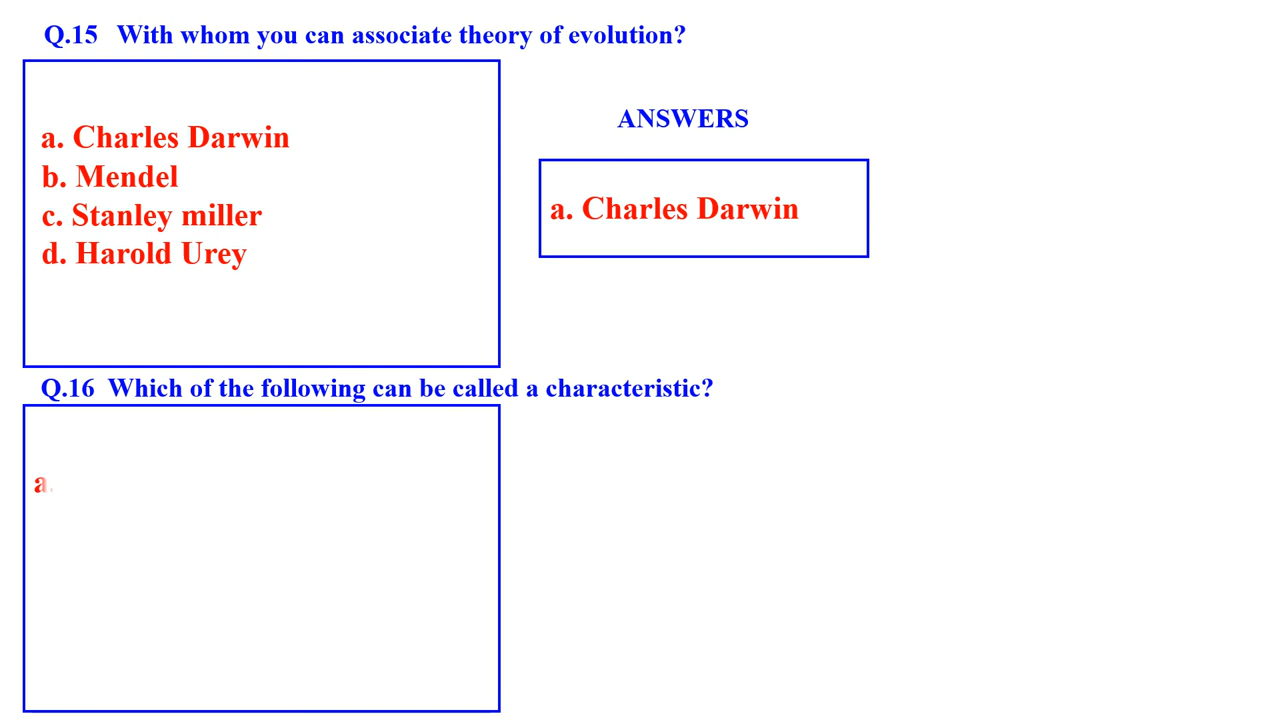 Q.15 With whom you can associate theory of evolution?
a. Charles Darwin
b. Mendel
c. Stanley miller
d. Harold Urey
ANSWERS
a. Charles Darwin
Q.16 Which of the following can be called a characteristic?
a.